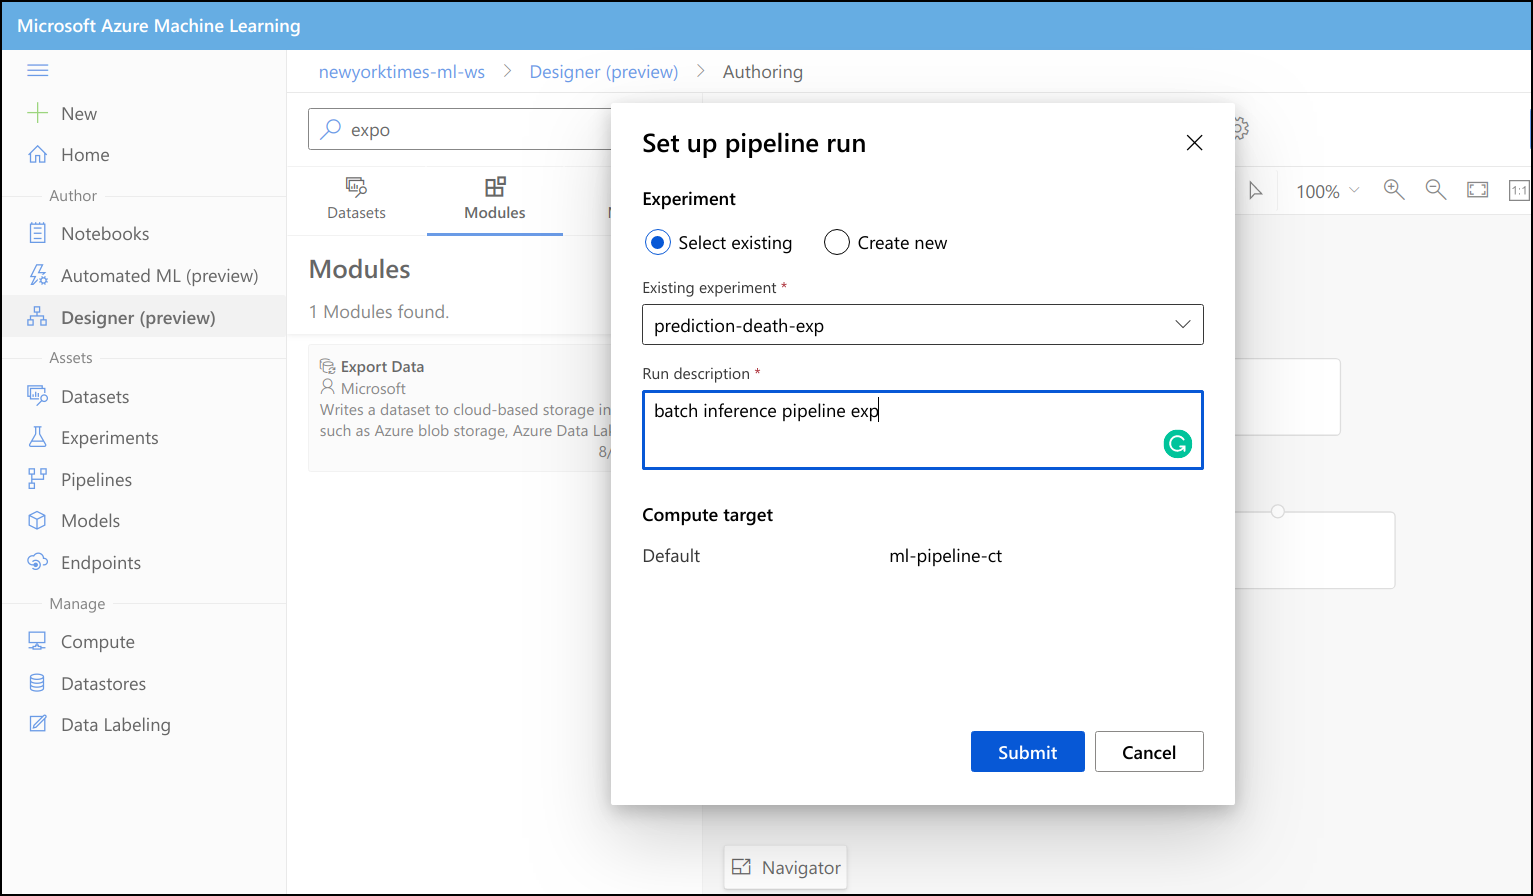 Microsoft Azure Machine Learning
newyorktimes-ml-ws > Designer (preview) > Authoring
New
Home
Author
Notebooks
Automated ML (preview)
Designer (preview)
Assets
Datasets
Experiments
Pipelines
Models
Endpoints
Manage
Compute
Datastores
Data Labeling
expo
Datasets
Modules
Modules
1 Modules found.
Export Data
Microsoft
Writes a dataset to cloud-based storage in
such as Azure blob storage, Azure Data
8/
Set up pipeline run
Experiment
Select existing
Create new
Existing experiment *
prediction-death-exp
Run description *
batch inference pipeline exp
Compute target
Default
ml-pipeline-ct
Submit
Cancel
100%
1:1
Navigator